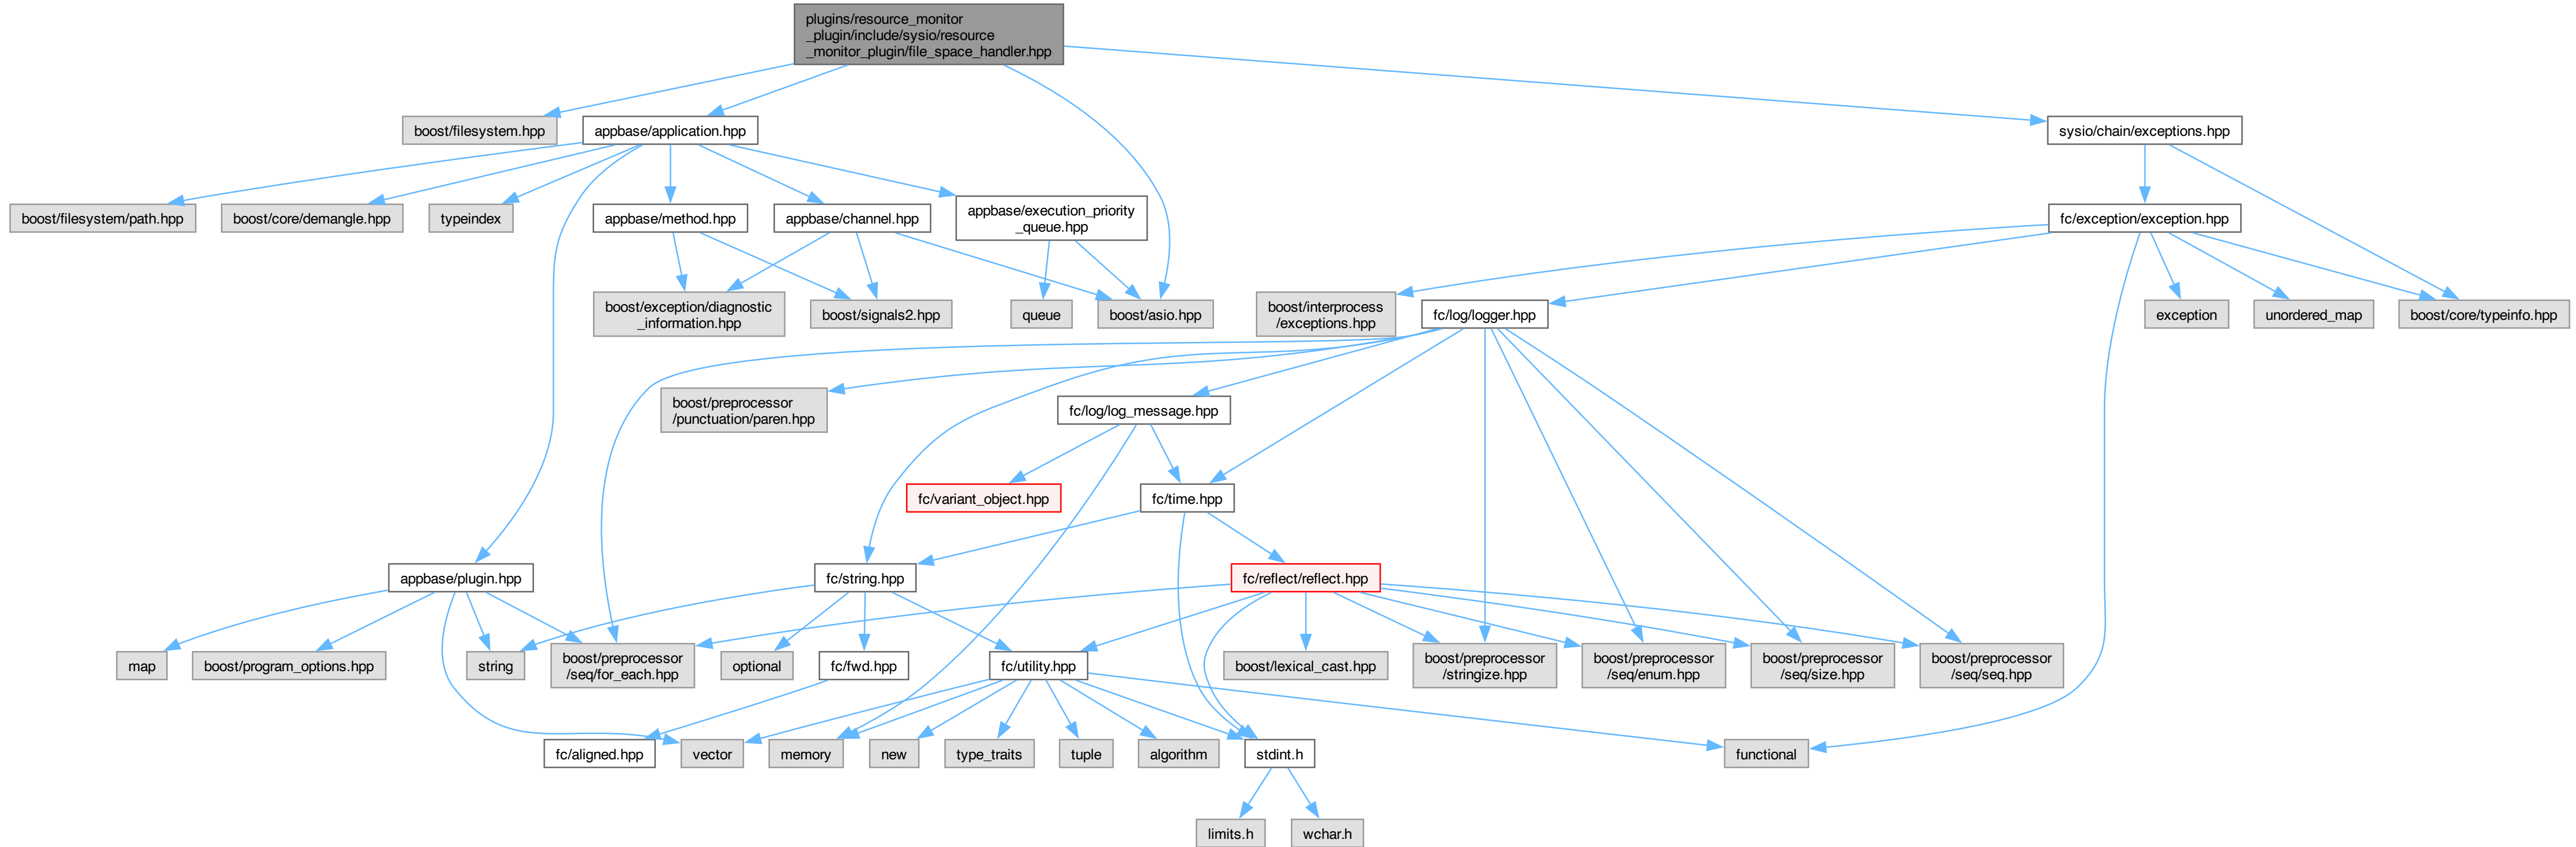 plugins/resource_monitor
_plugin/include/sysio/resource
_monitor_plugin/file_space_handler.hpp
boost/filesystem.hpp
appbase/application.hpp
sysio/chain/exceptions.hpp
boost/filesystem/path.hpp
boost/core/demangle.hpp
typeindex
appbase/method.hpp
appbase/channel.hpp
appbase/execution_priority
_queue.hpp
fc/exception/exception.hpp
boost/exception/diagnostic
_information.hpp
boost/signals2.hpp
queue
boost/asio.hpp
boost/interprocess
/exceptions.hpp
fc/log/logger.hpp
exception
unordered_map
boost/core/typeinfo.hpp
boost/preprocessor
/punctuation/paren.hpp
fc/log/log_message.hpp
fc/variant_object.hpp
fc/time.hpp
appbase/plugin.hpp
fc/string.hpp
fc/reflect/reflect.hpp
map
boost/program_options.hpp
string
boost/preprocessor
/seq/for_each.hpp
optional
fc/fwd.hpp
fc/utility.hpp
boost/lexical_cast.hpp
boost/preprocessor
/stringize.hpp
boost/preprocessor
/seq/enum.hpp
boost/preprocessor
/seq/size.hpp
boost/preprocessor
/seq/seq.hpp
fc/aligned.hpp
vector
memory
new
type_traits
tuple
algorithm
stdint.h
functional
limits.h
wchar.h